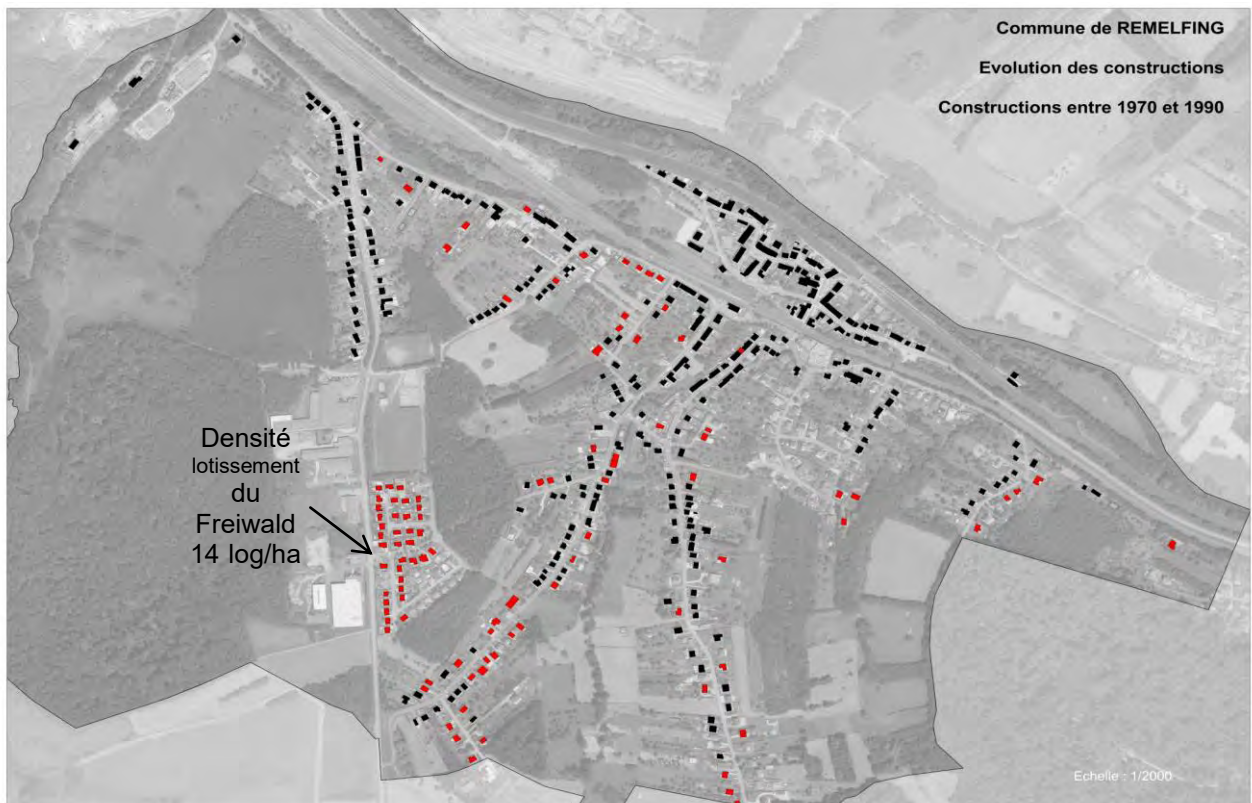 Commune de REMELFING
Evolution des constructions
Constructions entre 1970 et 1990
Densité
lotissement
du
Freiwald
14 log/ha
Echelle : 1/2000